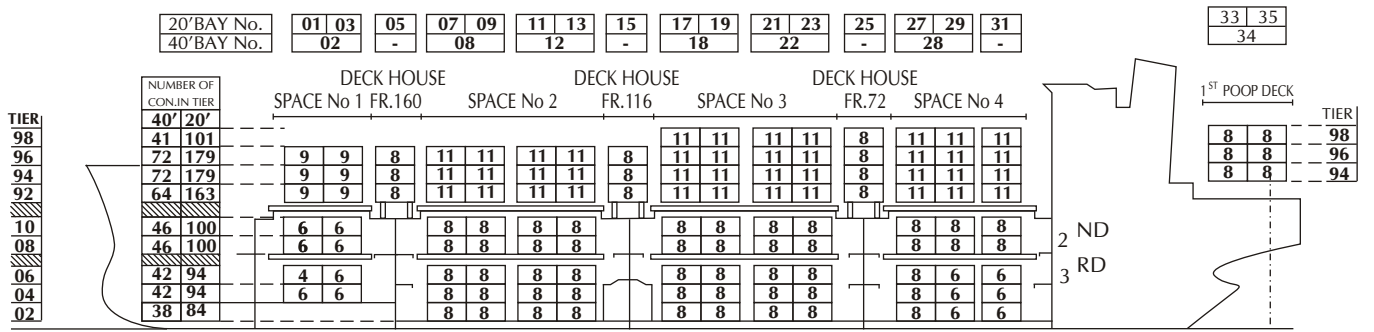 20'BAY No. 01 03 05 07 09 11 13 15 17 19 21 23 25 27 29 31 33 35
40'BAY No. 02 - 08 12 - 18 22 - 28 - 34
DECK HOUSE DECK HOUSE DECK HOUSE
NUMBER OF
CON.IN TIER
SPACE No 1 FR.160 SPACE No 2 FR.116 SPACE No 3 FR.72 SPACE No 4 1ST POOP DECK
TIER 40' 20' TIER
98 41 101 11 11 11 11 8 11 11 11 8 8 98
96 72 179 9 9 8 11 11 11 11 8 11 11 11 11 8 11 11 11 8 8 96
94 72 179 9 9 8 11 11 11 11 8 11 11 11 11 8 11 11 11 8 8 94
92 64 163 9 9 8 11 11 11 11 8 11 11 11 11 8 11 11 11
10 46 100 6 6 8 8 8 8 8 8 8 8 8 8 8 2 ND
08 46 100 6 6 8 8 8 8 8 8 8 8 8 8 8
06 42 94 4 6 8 8 8 8 8 8 8 8 8 6 6 3 RD
04 42 94 6 6 8 8 8 8 8 8 8 8 8 6 6
02 38 84 8 8 8 8 8 8 8 8 8 8 6